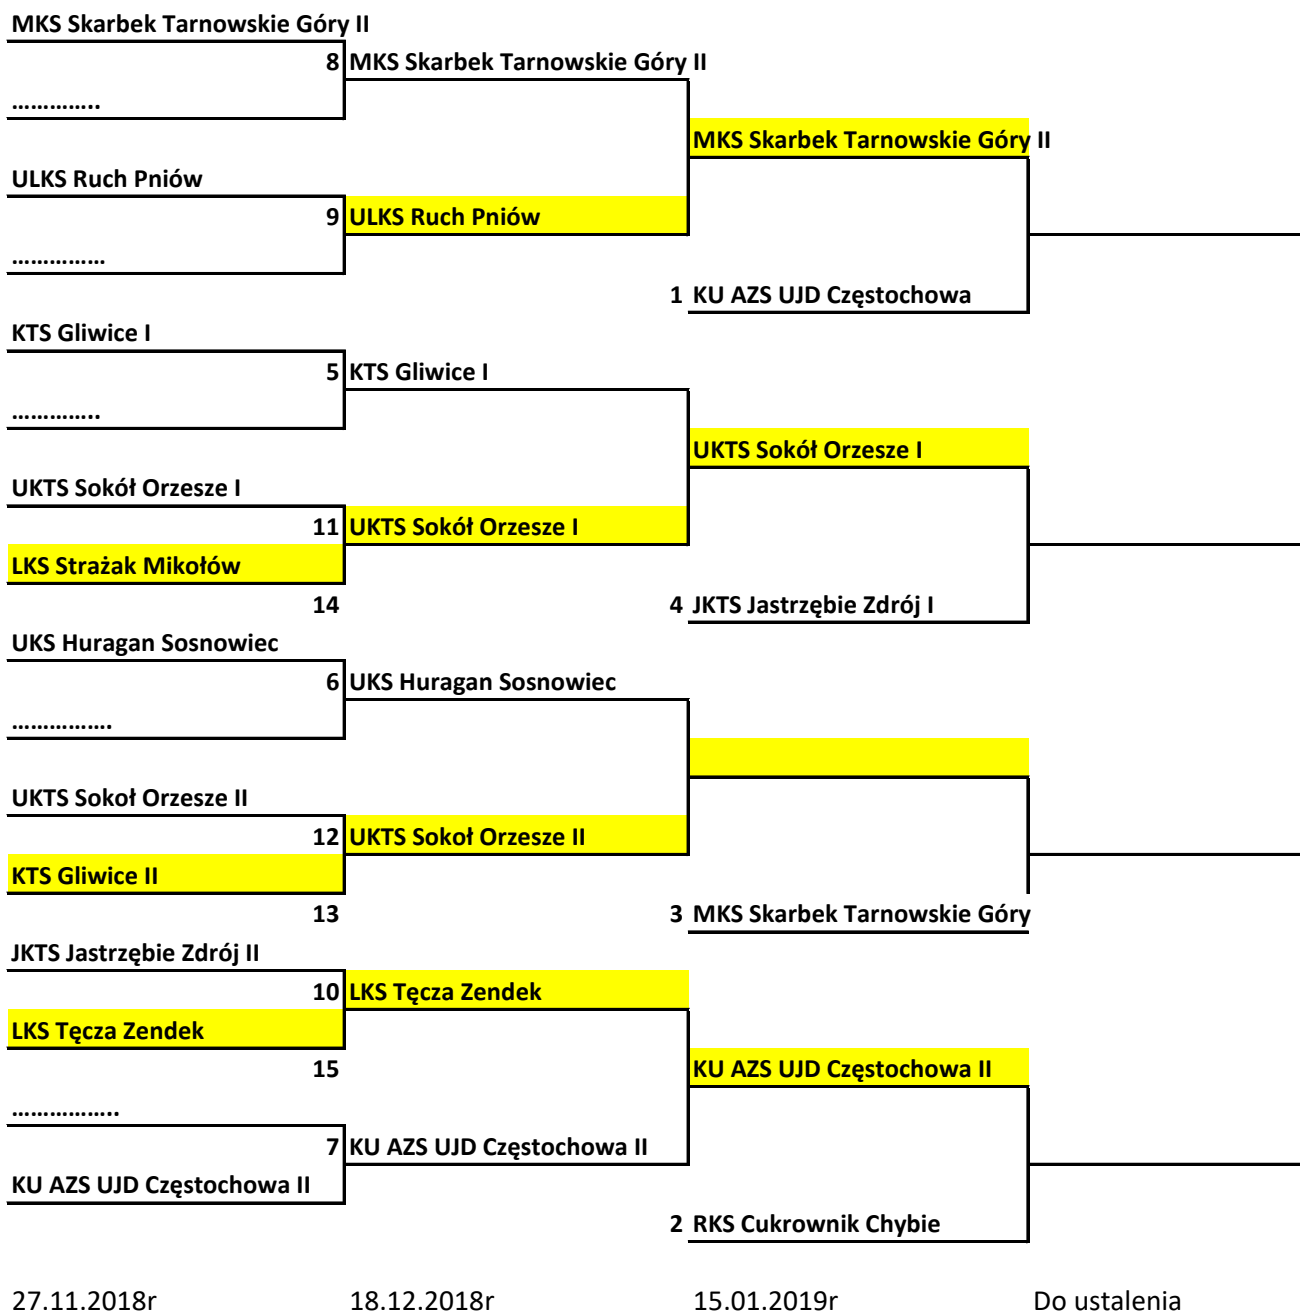 MKS Skarbek Tarnowskie Góry II
8 MKS Skarbek Tarnowskie Góry II
…………..
MKS Skarbek Tarnowskie Góry II
ULKS Ruch Pniów
9 ULKS Ruch Pniów
……………
1 KU AZS UJD Częstochowa
KTS Gliwice I
5 KTS Gliwice I
…………..
UKTS Sokół Orzesze I
UKTS Sokół Orzesze I
11 UKTS Sokół Orzesze I
LKS Strażak Mikołów
14
4 JKTS Jastrzębie Zdrój I
UKS Huragan Sosnowiec
6 UKS Huragan Sosnowiec
…………….
UKTS Sokoł Orzesze II
12 UKTS Sokoł Orzesze II
KTS Gliwice II
13
3 MKS Skarbek Tarnowskie Góry
JKTS Jastrzębie Zdrój II
10 LKS Tęcza Zendek
LKS Tęcza Zendek
15
KU AZS UJD Częstochowa II
……………..
7 KU AZS UJD Częstochowa II
KU AZS UJD Częstochowa II
2 RKS Cukrownik Chybie
27.11.2018r
18.12.2018r
15.01.2019r
Do ustalenia